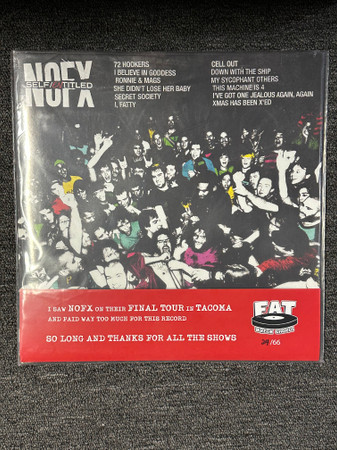 NOFX
SELF/ENTITLED
72 HOOKERS
I BELIEVE IN GODDESS
RONNIE & MAGS
SHE DIDN'T LOSE HER BABY
SECRET SOCIETY
I, FATTY
CELL OUT
DOWN WITH THE SHIP
MY SYCOPHANT OTHERS
THIS MACHINE IS 4
I'VE GOT ONE JEALOUS AGAIN, AGAIN
XMAS HAS BEEN X'ED
I SAW NOFX ON THEIR FINAL TOUR IN TACOMA
AND PAID WAY TOO MUCH FOR THIS RECORD
SO LONG AND THANKS FOR ALL THE SHOWS
FAT
WRECK CHORDS
/66